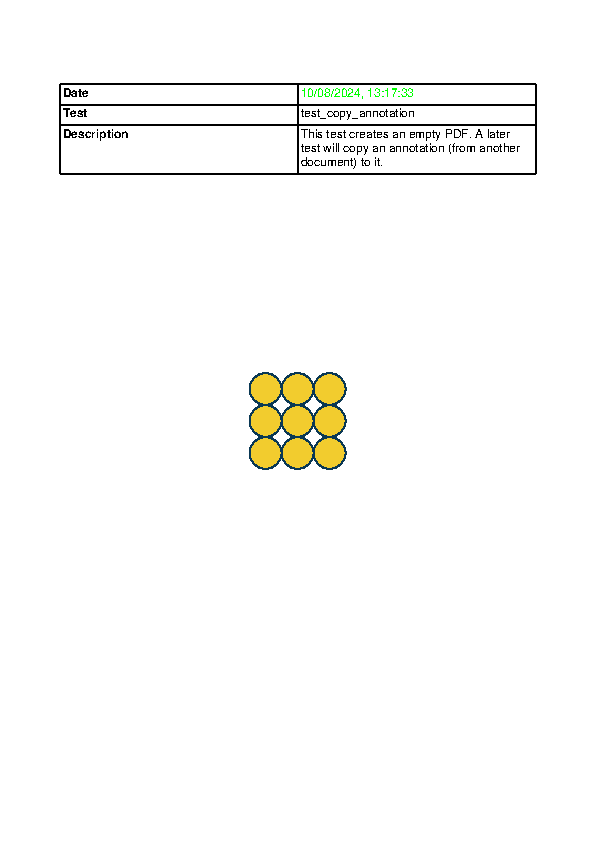 Date 10/08/2024, 13:17:33
Test test_copy_annotation
Description This test creates an empty PDF. A later
test will copy an annotation (from another
document) to it.